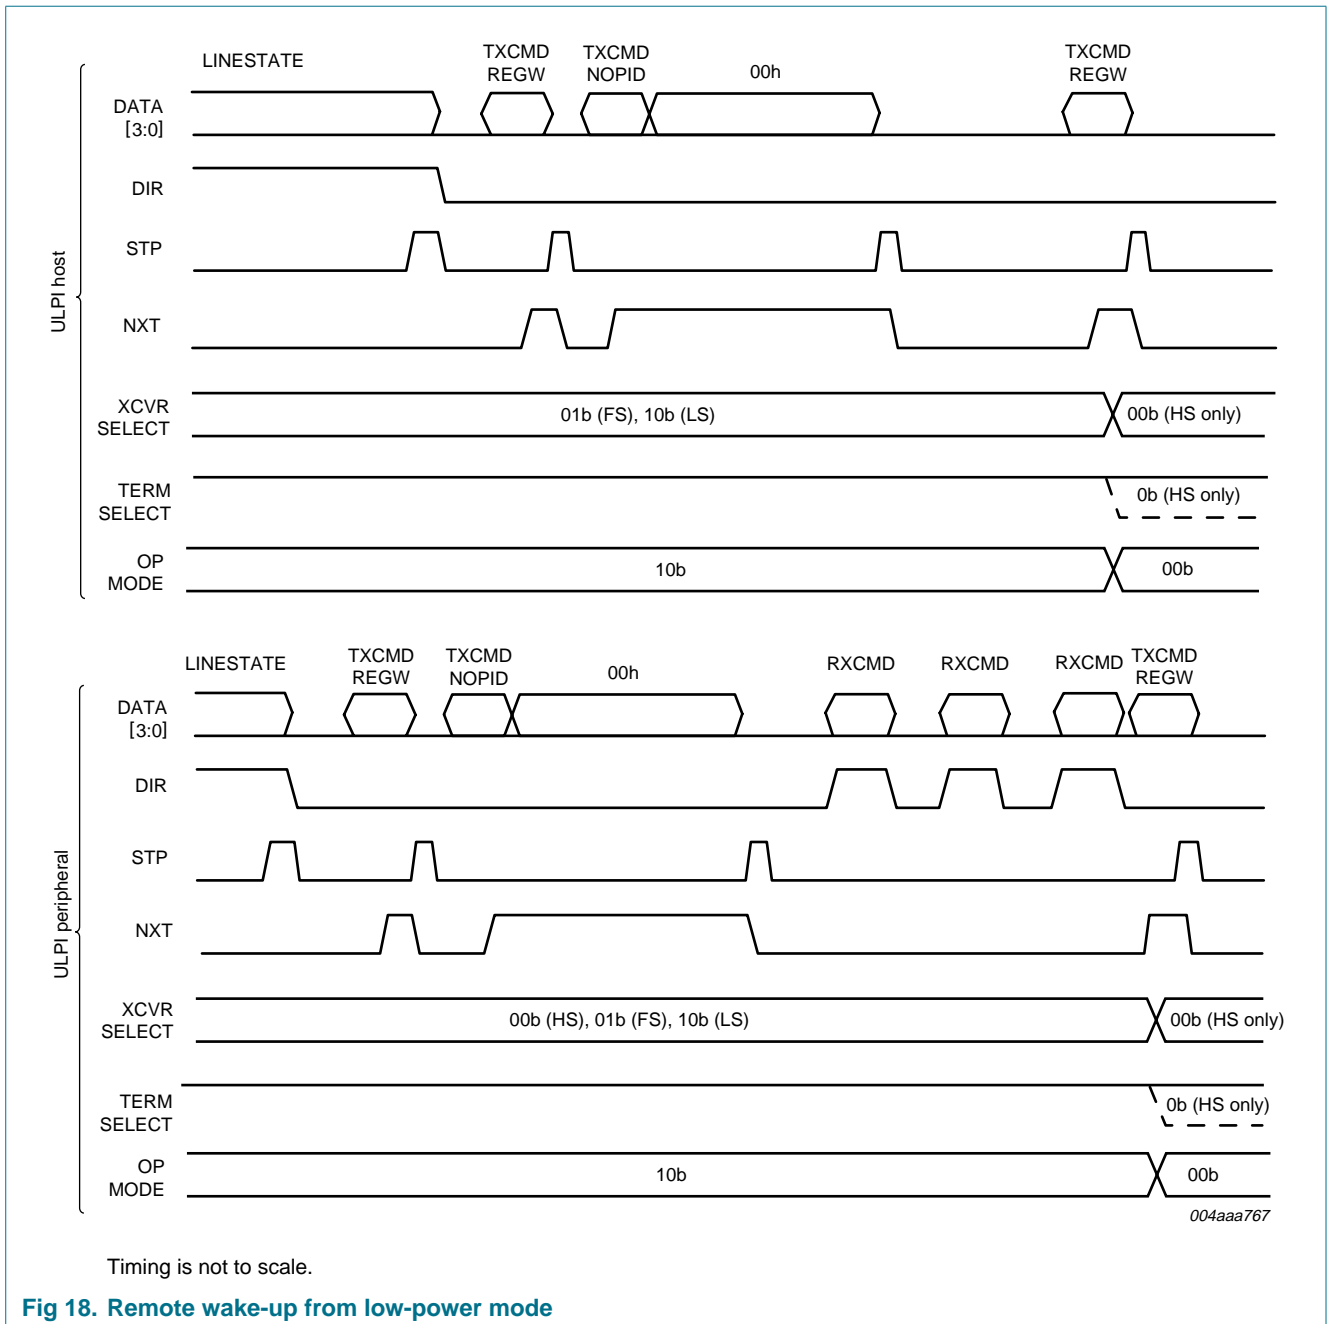 LINESTATE
TXCMD REGW
TXCMD NOPID
00h
TXCMD REGW
DATA [3:0]
DIR
STP
NXT
ULPI host
XCVR SELECT
01b (FS), 10b (LS)
00b (HS only)
TERM SELECT
0b (HS only)
OP MODE
10b
00b
LINESTATE
TXCMD REGW
TXCMD NOPID
00h
RXCMD
RXCMD
RXCMD
TXCMD REGW
DATA [3:0]
DIR
STP
NXT
ULPI peripheral
XCVR SELECT
00b (HS), 01b (FS), 10b (LS)
00b (HS only)
TERM SELECT
0b (HS only)
OP MODE
10b
00b
004aaa767
Timing is not to scale.
Fig 18. Remote wake-up from low-power mode